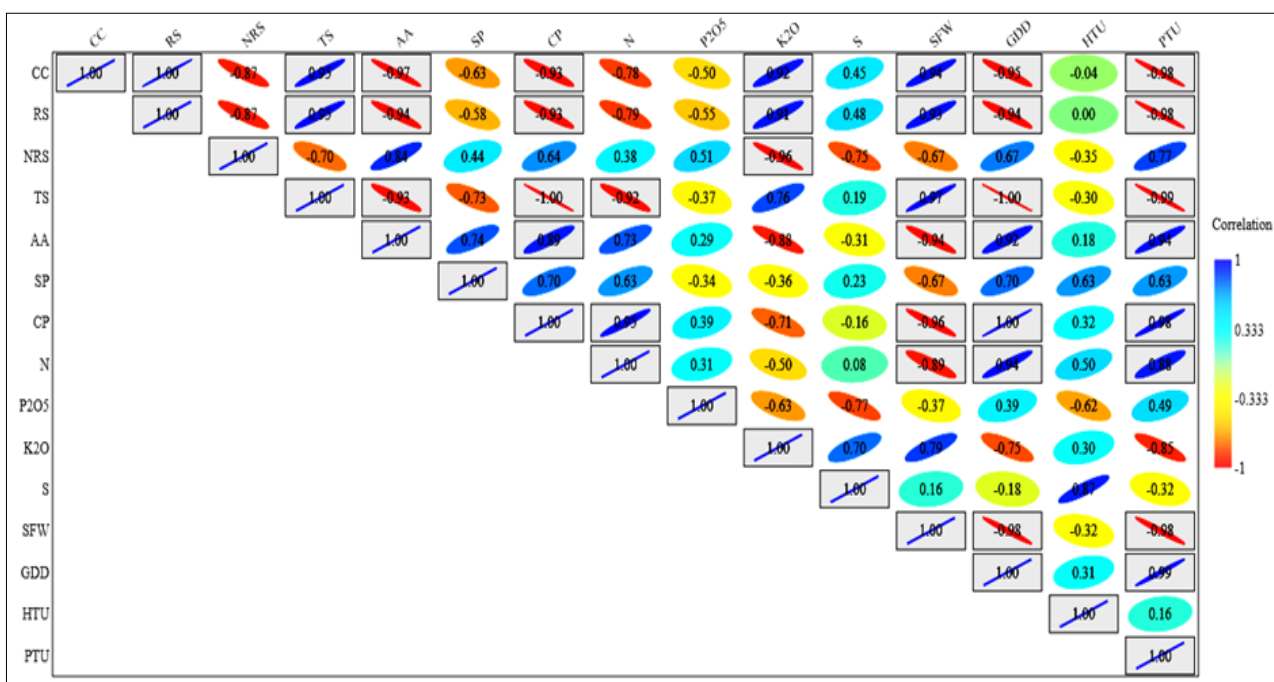 CC RS NRS TS AA SP CP N P2O5 K2O S SFW GDD HTU PTU
CC 1.00 1.00 -0.87 0.95 -0.97 -0.63 -0.93 -0.78 -0.50 0.92 0.45 0.94 -0.95 -0.04 -0.98
RS 1.00 -0.87 0.95 -0.94 -0.58 -0.93 -0.79 -0.55 0.91 0.48 0.93 -0.94 0.00 -0.98
NRS 1.00 -0.70 0.84 0.44 0.64 0.38 0.51 -0.96 -0.75 -0.67 0.67 -0.35 0.77
TS 1.00 -0.93 -0.73 -1.00 -0.92 -0.37 0.76 0.19 0.97 -1.00 -0.30 -0.99
AA 1.00 0.74 0.89 0.73 0.29 -0.88 -0.31 -0.94 0.92 0.18 0.94
Correlation
SP 1.00 0.70 0.63 -0.34 -0.36 0.23 -0.67 0.70 0.63 0.63
1
CP 1.00 0.95 0.39 -0.71 -0.16 -0.96 1.00 0.32 0.98
0.333
N 1.00 0.31 -0.50 0.08 -0.89 0.94 0.50 0.88
-0.333
P2O5 1.00 -0.63 -0.77 -0.37 0.39 -0.62 0.49
K2O 1.00 0.70 0.79 -0.75 0.30 -0.85
-1
S 1.00 0.16 -0.18 0.87 -0.32
SFW 1.00 -0.98 -0.32 -0.98
GDD 1.00 0.31 0.99
HTU 1.00 0.16
PTU 1.00